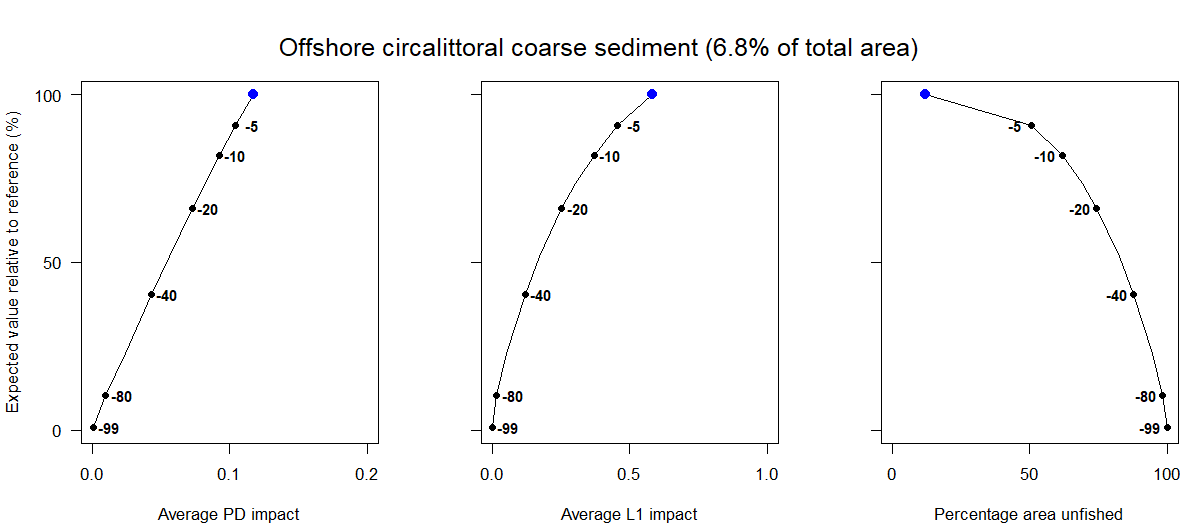 Offshore circalittoral coarse sediment (6.8% of total area)
Expected value relative to reference (%)
100
50
0
-5
-10
-20
-40
-80
-99
0.0 0.1 0.2
Average PD impact
-5
-10
-20
-40
-80
-99
0.0 0.5 1.0
Average L1 impact
-5
-10
-20
-40
-80
-99
0 50 100
Percentage area unfished